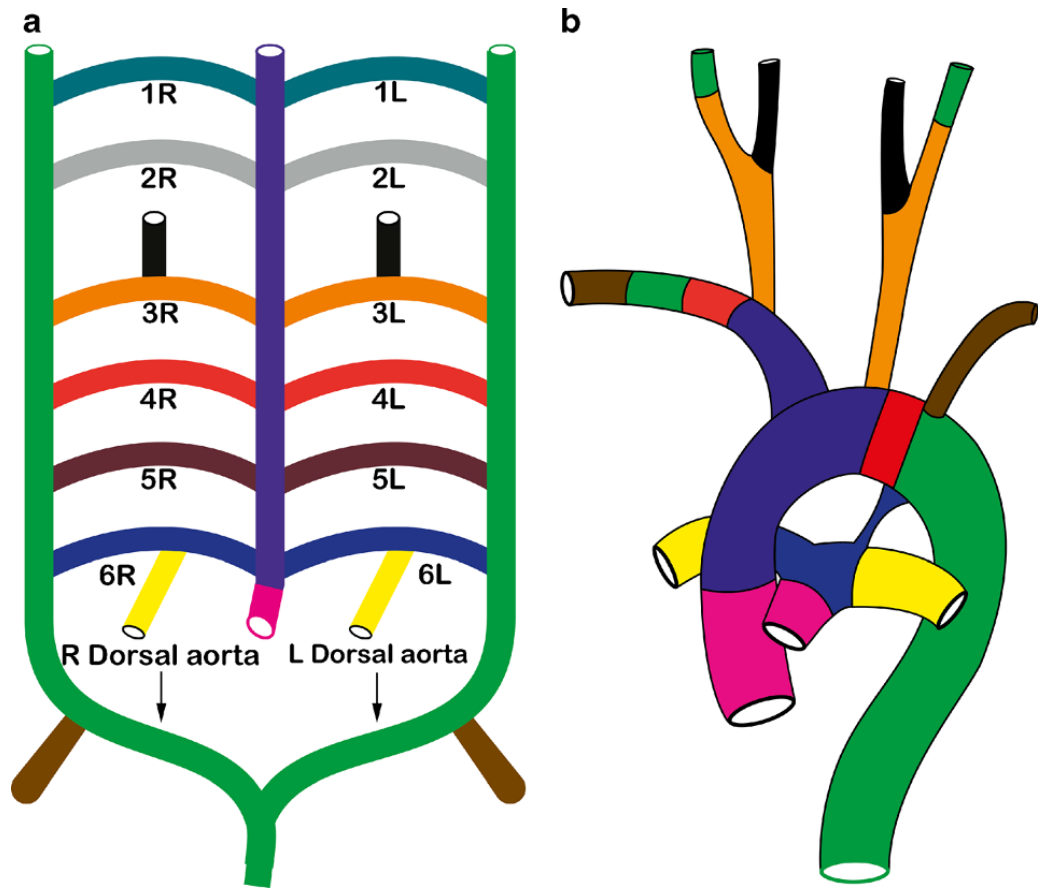 a
b
1R 1L
2R 2L
3R 3L
4R 4L
5R 5L
6R 6L
R Dorsal aorta L Dorsal aorta